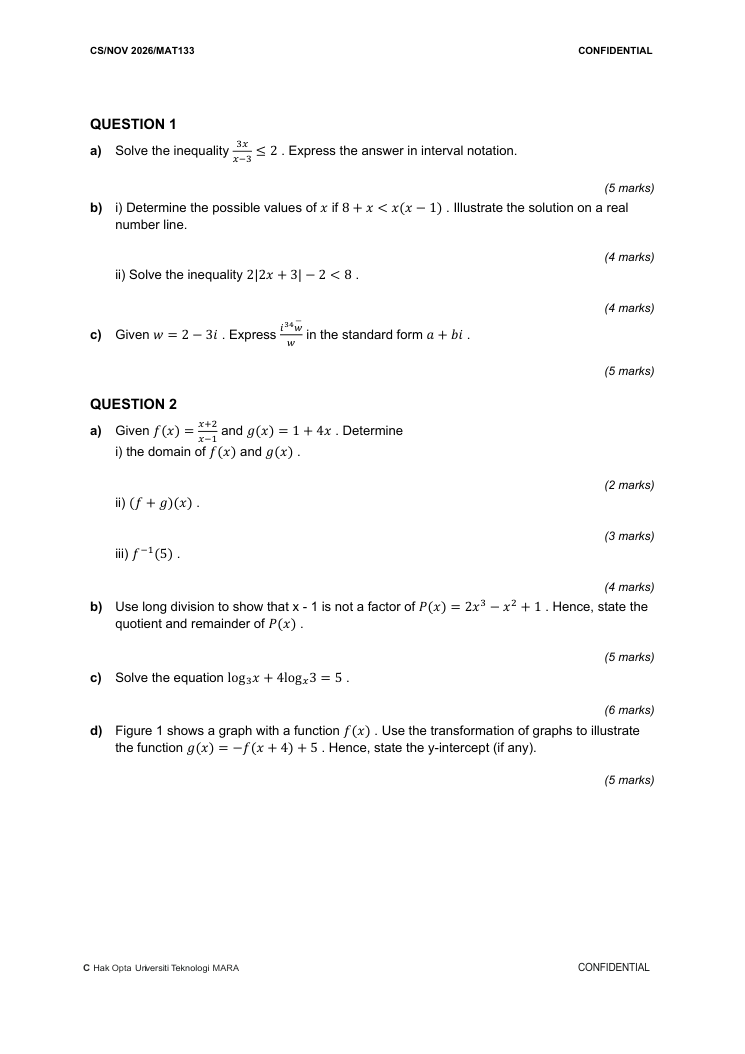 CS/NOV 2026/MAT133 CONFIDENTIAL
QUESTION 1
a) Solve the inequality 3x/(x−3) ≤ 2 . Express the answer in interval notation.
(5 marks)
b) i) Determine the possible values of x if 8 + x < x(x − 1) . Illustrate the solution on a real
number line.
(4 marks)
ii) Solve the inequality 2|2x + 3| − 2 < 8 .
(4 marks)
c) Given w = 2 − 3i . Express i³⁴w̅/w in the standard form a + bi .
(5 marks)
QUESTION 2
a) Given f(x) = (x+2)/(x−1) and g(x) = 1 + 4x . Determine
i) the domain of f(x) and g(x) .
(2 marks)
ii) (f + g)(x) .
(3 marks)
iii) f⁻¹(5) .
(4 marks)
b) Use long division to show that x - 1 is not a factor of P(x) = 2x³ − x² + 1 . Hence, state the
quotient and remainder of P(x) .
(5 marks)
c) Solve the equation log₃x + 4logₓ3 = 5 .
(6 marks)
d) Figure 1 shows a graph with a function f(x) . Use the transformation of graphs to illustrate
the function g(x) = −f(x + 4) + 5 . Hence, state the y-intercept (if any).
(5 marks)
C Hak Opta Universiti Teknologi MARA CONFIDENTIAL